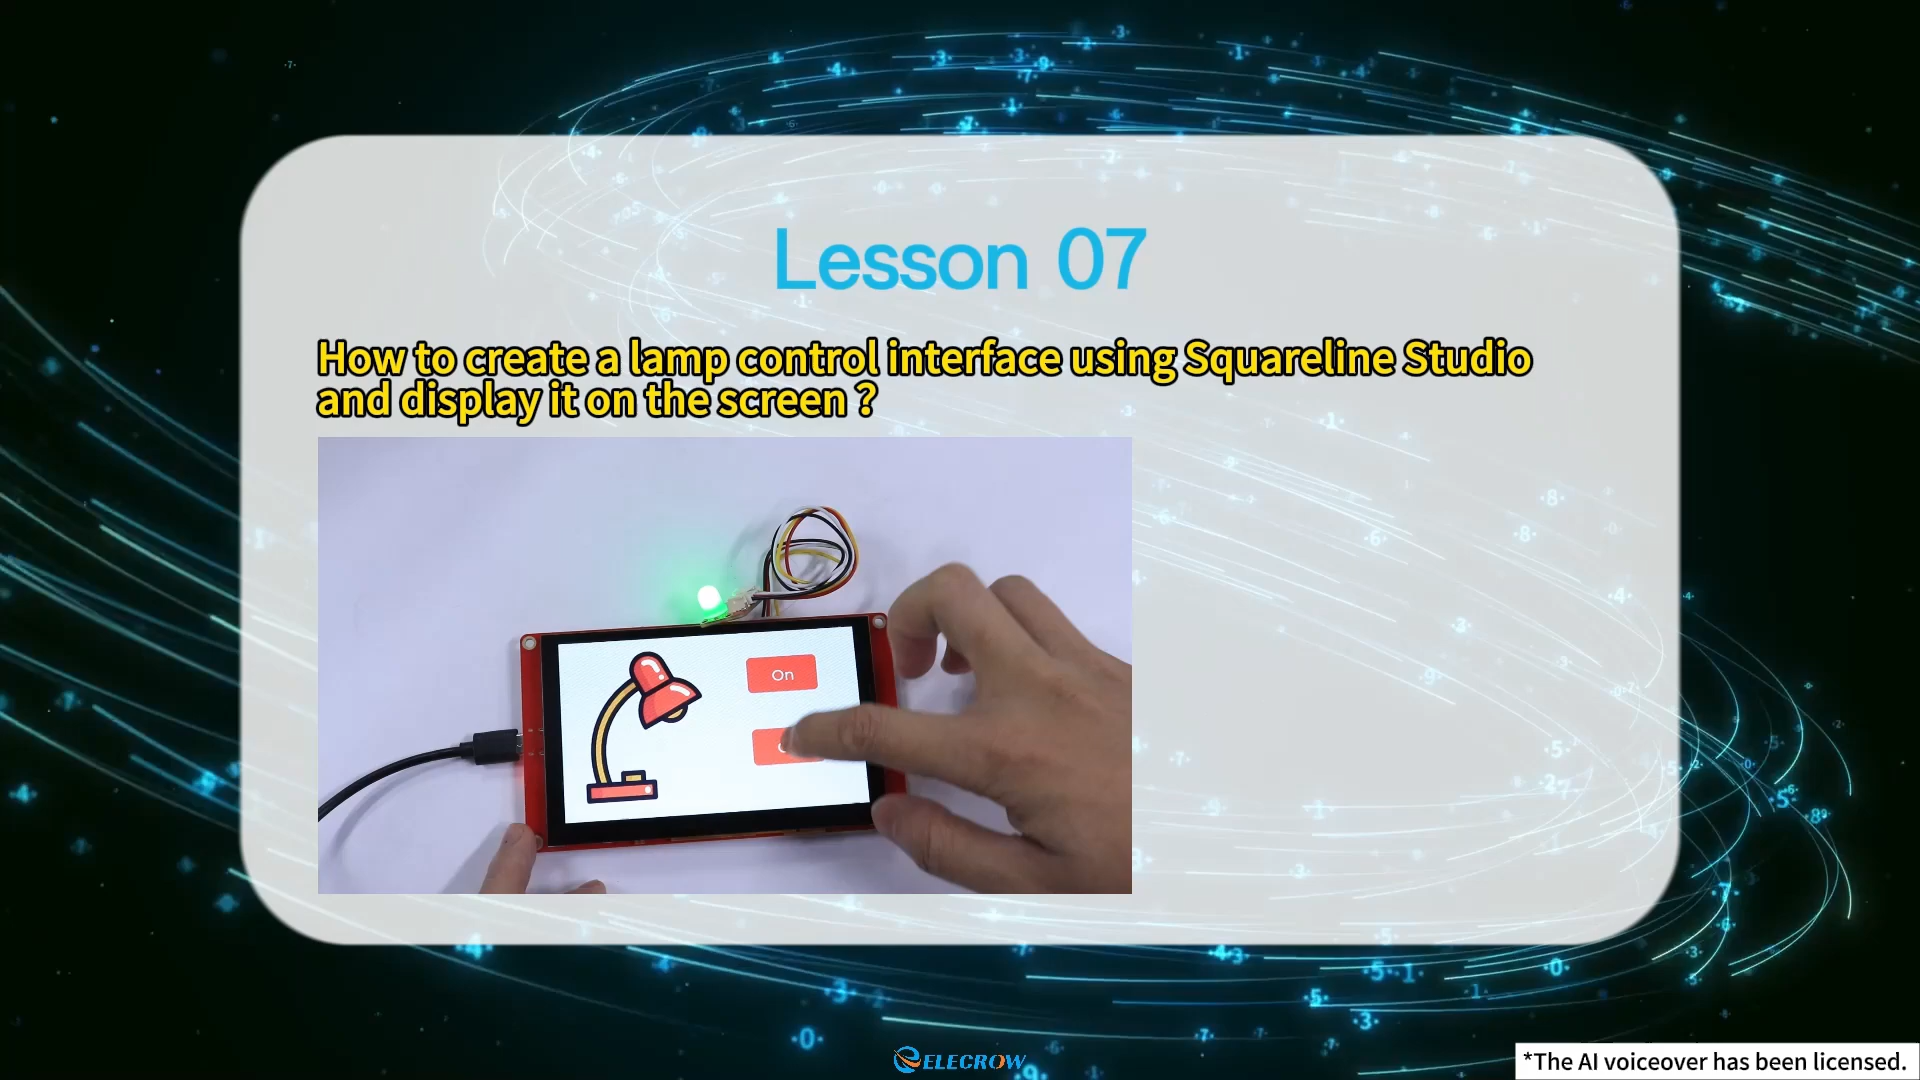 Lesson 07
How to create a lamp control interface using Squareline Studio
and display it on the screen？
On
ELECROW
*The AI voiceover has been licensed.